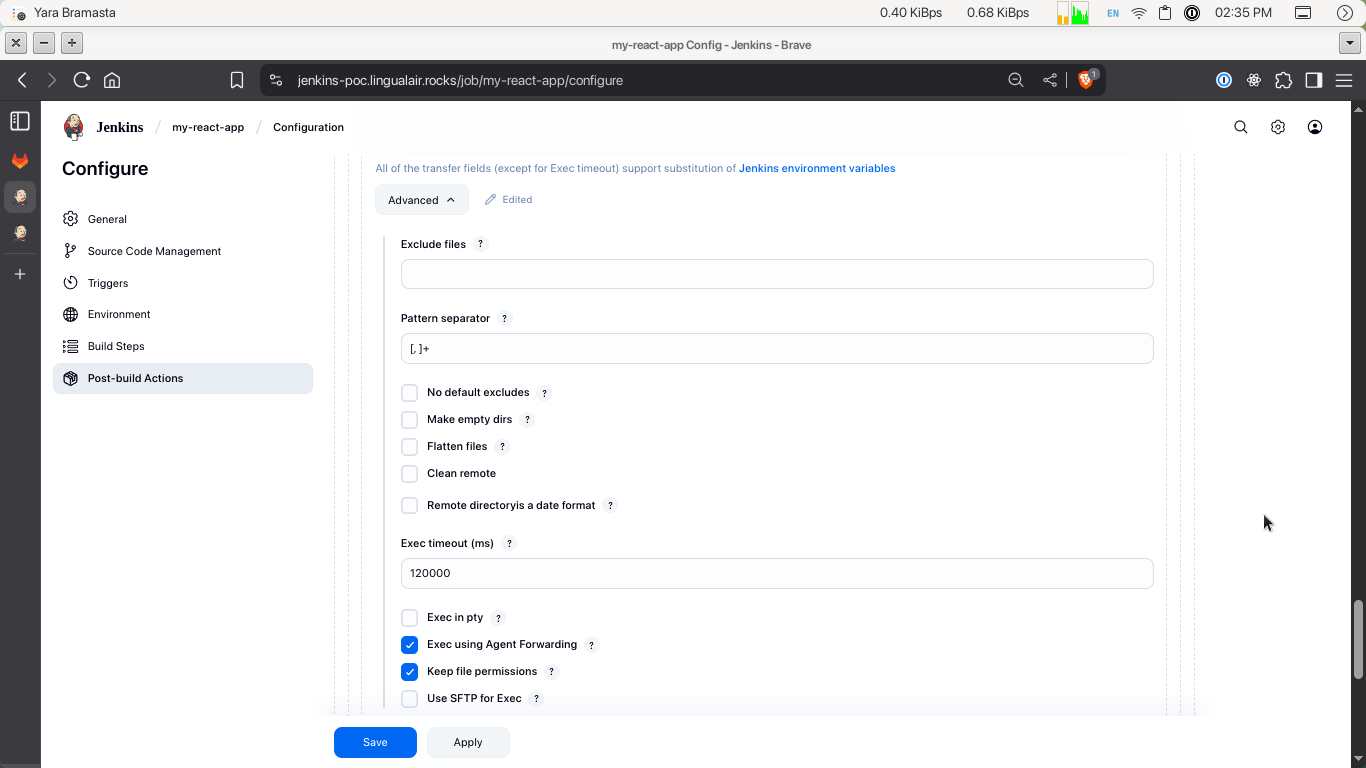 Yara Bramasta
0.40 KiBps 0.68 KiBps EN 02:35 PM
my-react-app Config - Jenkins - Brave
jenkins-poc.lingualair.rocks/job/my-react-app/configure 1
Jenkins / my-react-app / Configuration
Configure
General
Source Code Management
Triggers
Environment
Build Steps
Post-build Actions
All of the transfer fields (except for Exec timeout) support substitution of Jenkins environment variables
Advanced Edited
Exclude files ?
Pattern separator ?
[, ]+
No default excludes ?
Make empty dirs ?
Flatten files ?
Clean remote
Remote directoryis a date format ?
Exec timeout (ms) ?
120000
Exec in pty ?
Exec using Agent Forwarding ?
Keep file permissions ?
Use SFTP for Exec ?
Save Apply